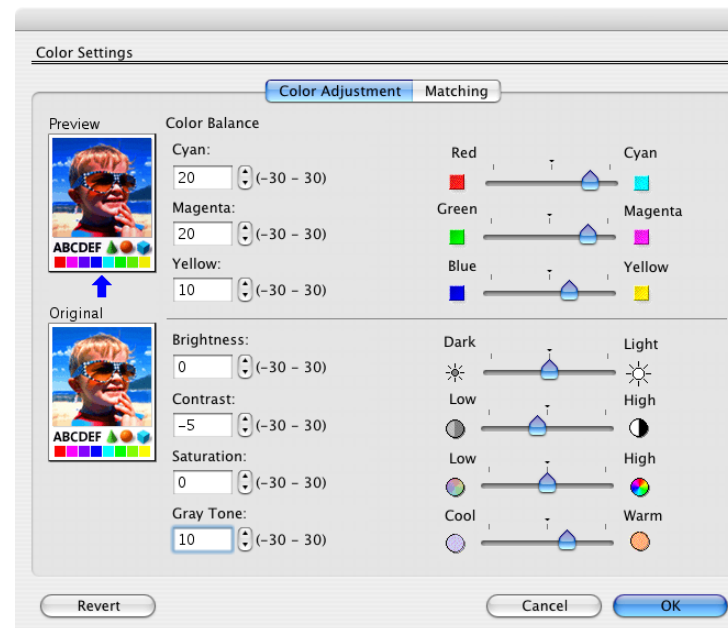 Color Settings
Color Adjustment Matching
Preview
ABCDEF
Original
ABCDEF
Color Balance
Cyan:
20 (-30 – 30) Red Cyan
Magenta:
20 (-30 – 30) Green Magenta
Yellow:
10 (-30 – 30) Blue Yellow
Brightness:
0 (-30 – 30) Dark Light
Contrast:
-5 (-30 – 30) Low High
Saturation:
0 (-30 – 30) Low High
Gray Tone:
10 (-30 – 30) Cool Warm
Revert Cancel OK